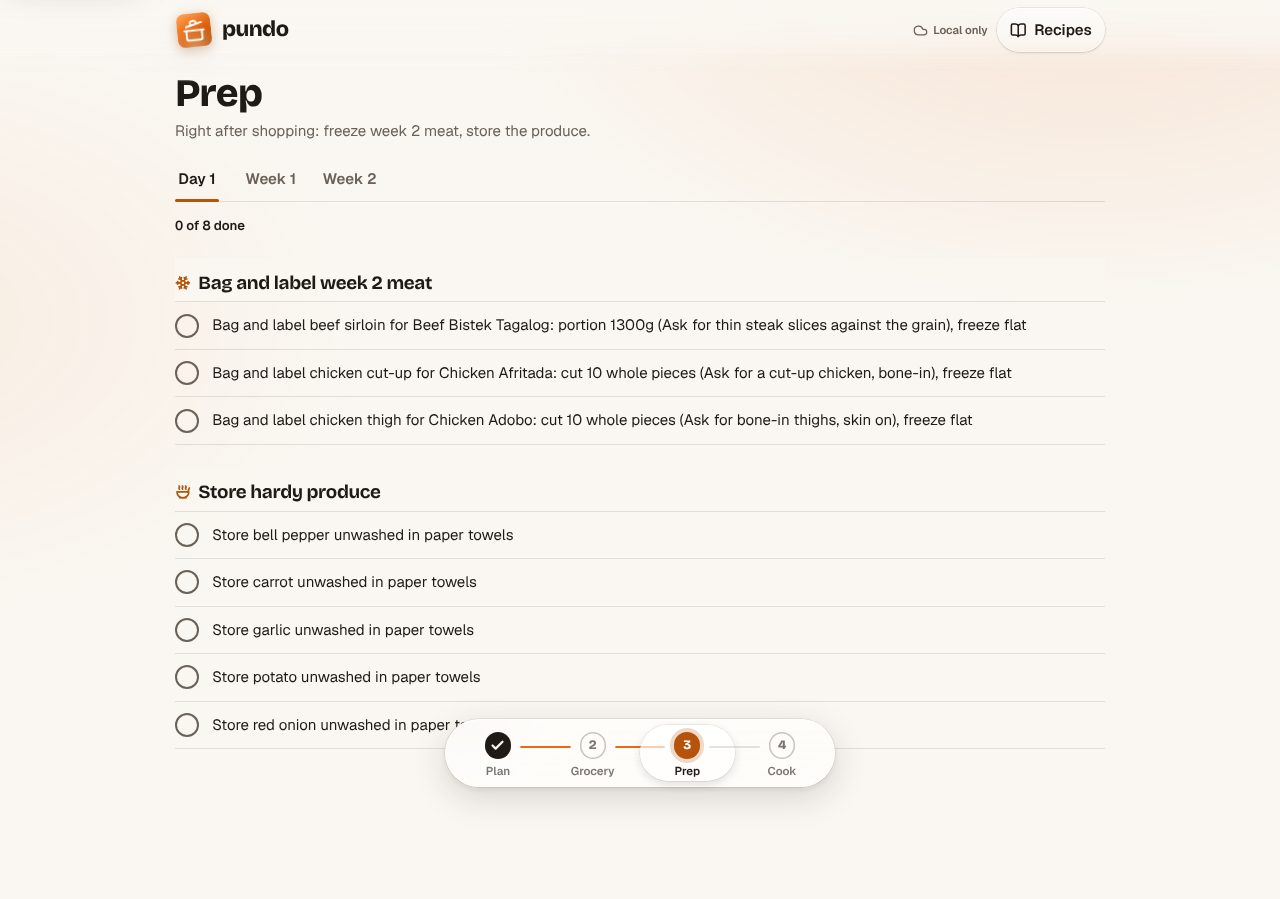 pundo
Local only
Recipes
Prep
Right after shopping: freeze week 2 meat, store the produce.
Day 1
Week 1
Week 2
0 of 8 done
Bag and label week 2 meat
Bag and label beef sirloin for Beef Bistek Tagalog: portion 1300g (Ask for thin steak slices against the grain), freeze flat
Bag and label chicken cut-up for Chicken Afritada: cut 10 whole pieces (Ask for a cut-up chicken, bone-in), freeze flat
Bag and label chicken thigh for Chicken Adobo: cut 10 whole pieces (Ask for bone-in thighs, skin on), freeze flat
Store hardy produce
Store bell pepper unwashed in paper towels
Store carrot unwashed in paper towels
Store garlic unwashed in paper towels
Store potato unwashed in paper towels
Store red onion unwashed in paper
2
3
4
Plan
Grocery
Prep
Cook